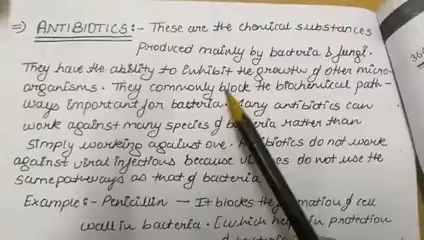 ⇒) ANTIBIOTICS:- These are the chemical substances
produced mainly by bacteria & fungi.
They have the ability to inhibit the growth of other micro-
organisms. They commonly block the biochemical path-
ways important for bacteria. Many antibiotics can
work against many species of bacteria rather than
simply working against one. Antibiotics do not work
against viral infections because do not use the
same pathways as that of bacteria
Example:- Penicillin — It blocks the formation of cell
wall in bacteria. [which in protection
36